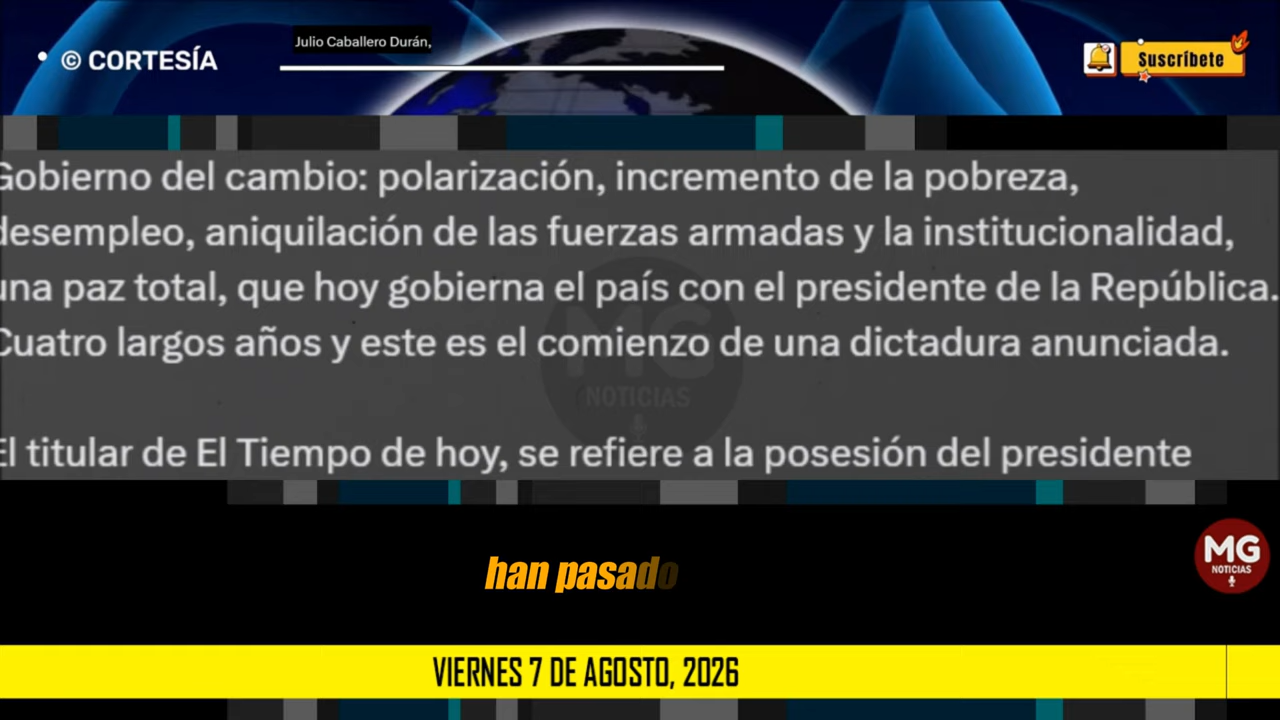 © CORTESÍA
Julio Caballero Durán,
Suscríbete
Gobierno del cambio: polarización, incremento de la pobreza,
desempleo, aniquilación de las fuerzas armadas y la institucionalidad,
una paz total, que hoy gobierna el país con el presidente de la República.
Cuatro largos años y este es el comienzo de una dictadura anunciada.
MG
NOTICIAS
El titular de El Tiempo de hoy, se refiere a la posesión del presidente
han pasado
MG
NOTICIAS
VIERNES 7 DE AGOSTO, 2026